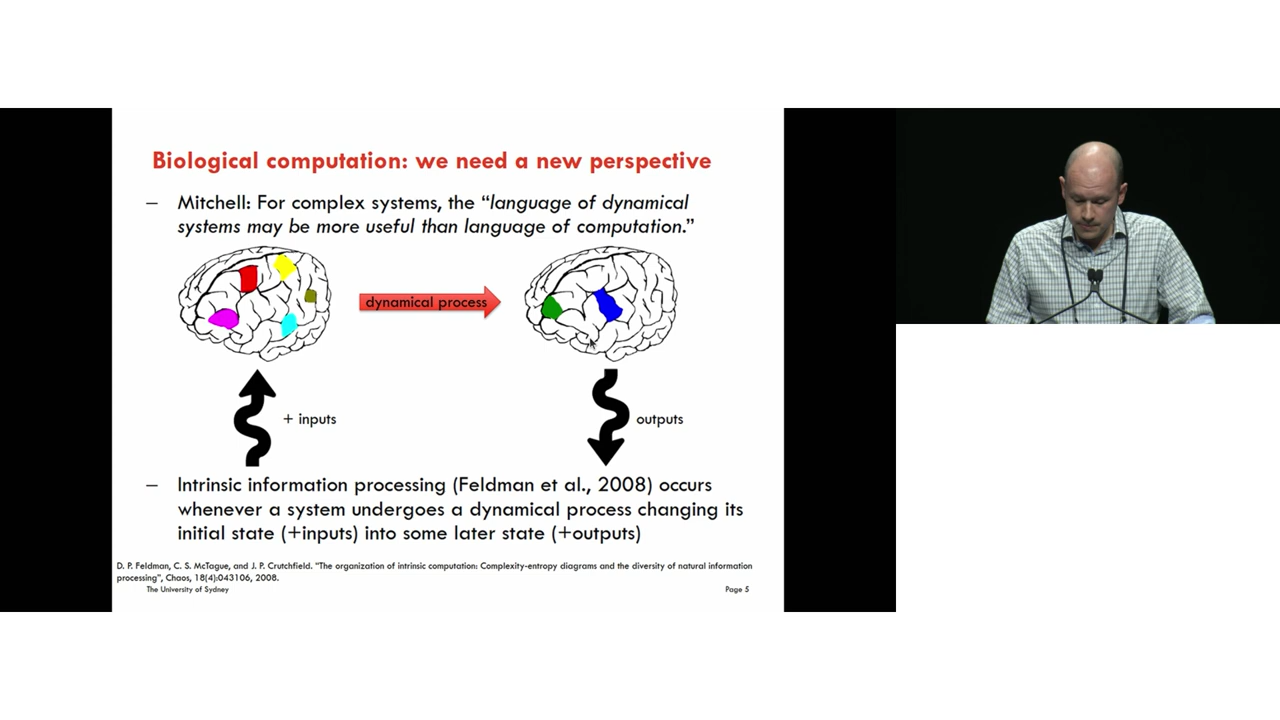 Biological computation: we need a new perspective
– Mitchell: For complex systems, the “language of dynamical
systems may be more useful than language of computation.”
dynamical process
+ inputs
outputs
– Intrinsic information processing (Feldman et al., 2008) occurs
whenever a system undergoes a dynamical process changing its
initial state (+inputs) into some later state (+outputs)
D. P. Feldman, C. S. McTague, and J. P. Crutchfield. “The organization of intrinsic computation: Complexity-entropy diagrams and the diversity of natural information
processing”, Chaos, 18(4):043106, 2008.
The University of Sydney
Page 5